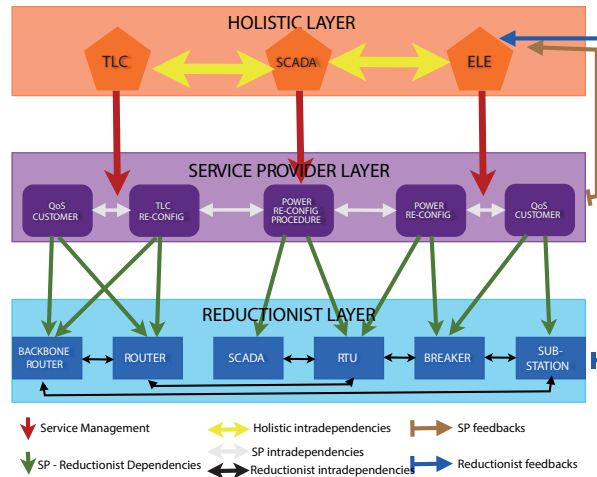 HOLISTIC LAYER
TLC
SCADA
ELE
SERVICE PROVIDER LAYER
QoS
CUSTOMER
TLC
RE-CONFIG
POWER
RE-CONFIG
PROCEDURE
POWER
RE-CONFIG
QoS
CUSTOMER
REDUCTIONIST LAYER
BACKBONE
ROUTER
ROUTER
SCADA
RTU
BREAKER
SUB-
STATION
Service Management
Holistic intradependencies
SP feedbacks
SP - Reductionist Dependencies
SP intradependencies
Reductionist intradependencies
Reductionist feedbacks